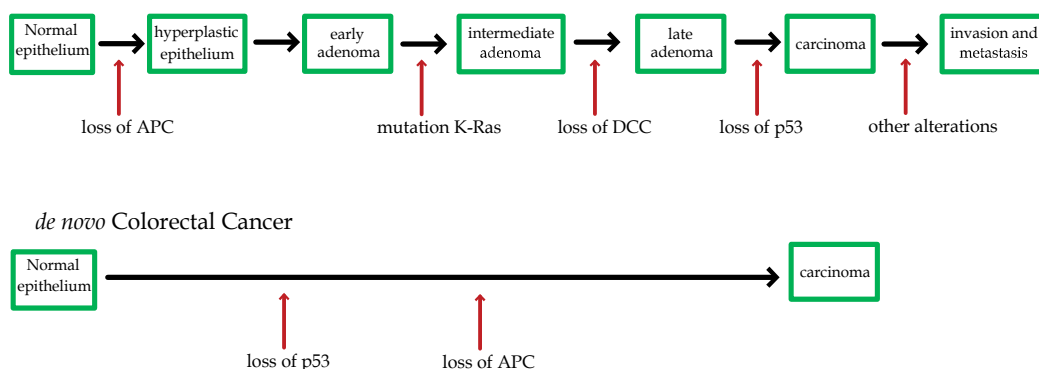 Normal
epithelium
hyperplastic
epithelium
early
adenoma
intermediate
adenoma
late
adenoma
carcinoma
invasion and
metastasis
loss of APC
mutation K-Ras
loss of DCC
loss of p53
other alterations
de novo Colorectal Cancer
Normal
epithelium
carcinoma
loss of p53
loss of APC